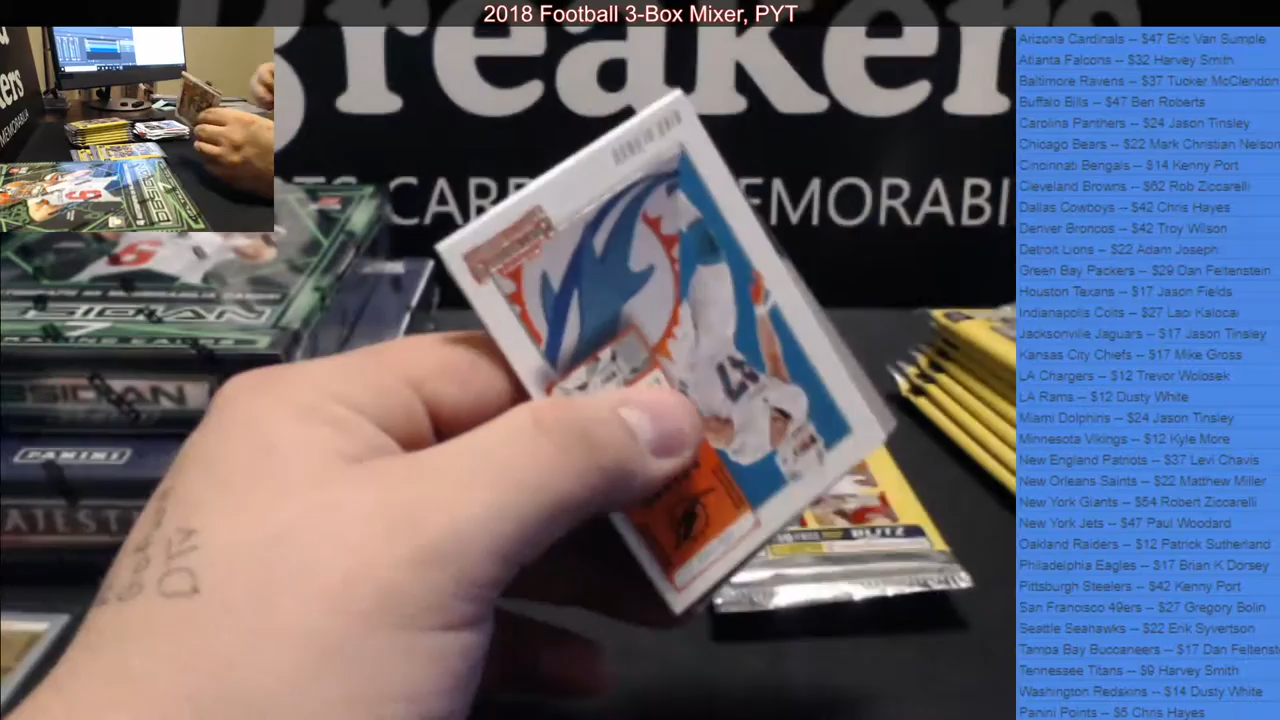 2018 Football 3-Box Mixer, PYT
Breakers
CAR
EMORABI
PANINI
37
BLITZ
DTV
Arizona Cardinals -- $47 Eric Van Sumple
Atlanta Falcons -- $32 Harvey Smith
Baltimore Ravens -- $37 Tucker McClendon
Buffalo Bills -- $47 Ben Roberts
Carolina Panthers -- $24 Jason Tinsley
Chicago Bears -- $22 Mark Christian Nelson
Cincinnati Bengals -- $14 Kenny Port
Cleveland Browns -- $62 Rob Ziccarelli
Dallas Cowboys -- $42 Chris Hayes
Denver Broncos -- $42 Troy Wilson
Detroit Lions -- $22 Adam Joseph
Green Bay Packers -- $29 Dan Feltenstein
Houston Texans -- $17 Jason Fields
Indianapolis Colts -- $27 Laci Kalocai
Jacksonville Jaguars -- $17 Jason Tinsley
Kansas City Chiefs -- $17 Mike Gross
LA Chargers -- $12 Trevor Wolosek
LA Rams -- $12 Dusty White
Miami Dolphins -- $24 Jason Tinsley
Minnesota Vikings -- $12 Kyle More
New England Patriots -- $37 Levi Chavis
New Orleans Saints -- $22 Matthew Miller
New York Giants -- $54 Robert Ziccarelli
New York Jets -- $47 Paul Woodard
Oakland Raiders -- $12 Patrick Sutherland
Philadelphia Eagles -- $17 Brian K Dorsey
Pittsburgh Steelers -- $42 Kenny Port
San Francisco 49ers -- $27 Gregory Bolin
Seattle Seahawks -- $22 Erik Syvertson
Tampa Bay Buccaneers -- $17 Dan Feltenst
Tennessee Titans -- $9 Harvey Smith
Washington Redskins -- $14 Dusty White
Panini Points -- $5 Chris Hayes